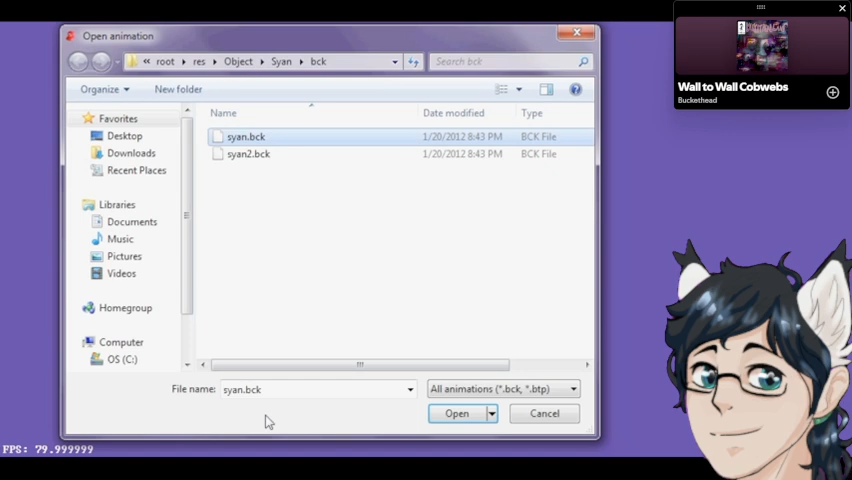 Open animation
« root ▸ res ▸ Object ▸ Syan ▸ bck
Search bck
Organize
New folder
Name
Date modified
Type
Favorites
Desktop
Downloads
Recent Places
Libraries
Documents
Music
Pictures
Videos
Homegroup
Computer
OS (C:)
syan.bck 1/20/2012 8:43 PM BCK File
syan2.bck 1/20/2012 8:43 PM BCK File
File name: syan.bck
All animations (*.bck, *.btp)
Open
Cancel
FPS: 79.999999
Wall to Wall Cobwebs
Buckethead